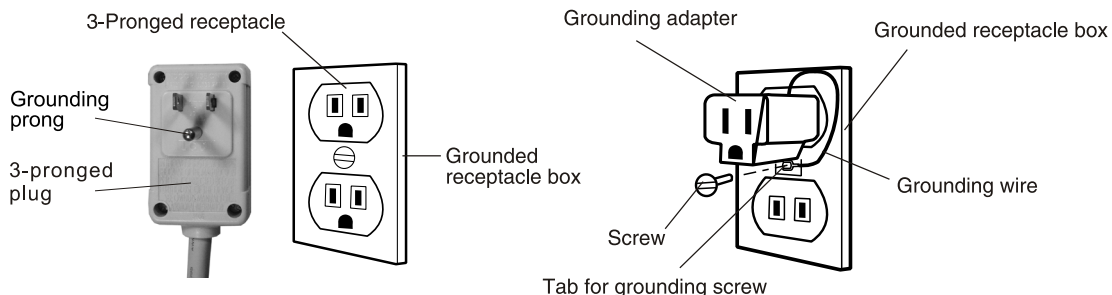 3-Pronged receptacle
Grounding
prong
3-pronged
plug
Grounded
receptacle box
Grounding adapter
Grounded receptacle box
Grounding wire
Screw
Tab for grounding screw